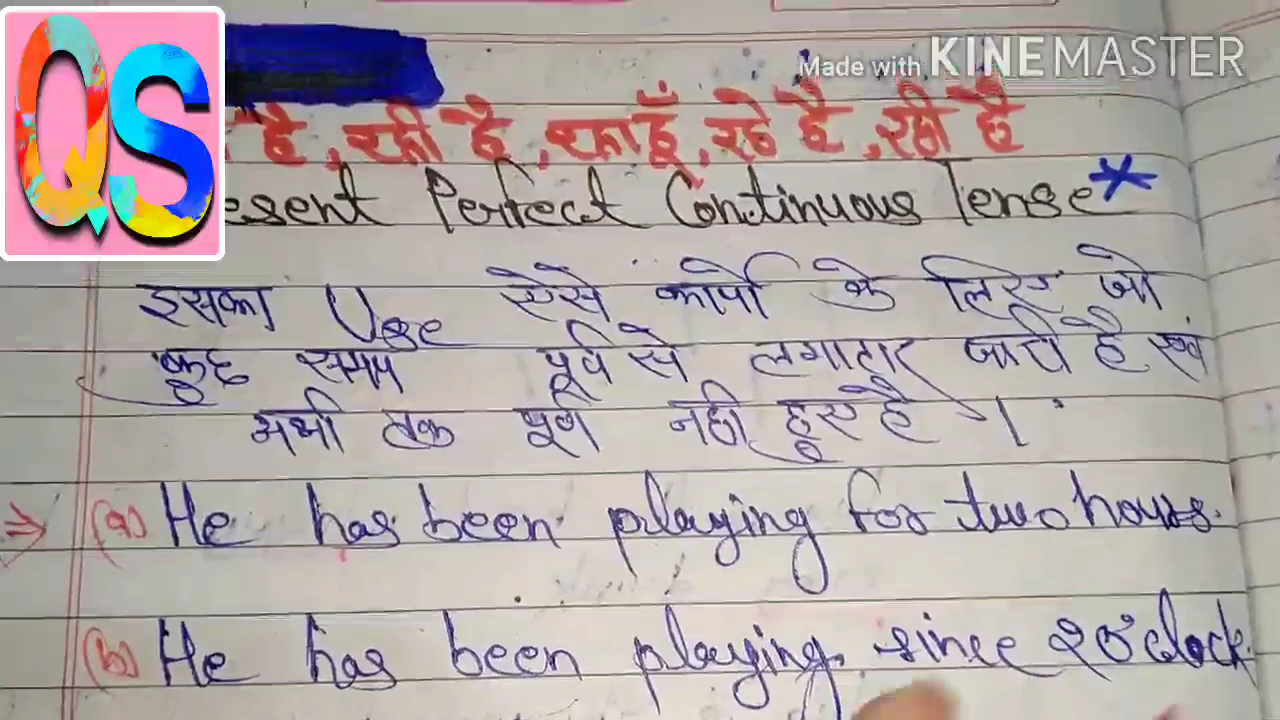 QS
Made with KINEMASTER
है, रही है, रहा हूँ, रहे है, रही है
esent Perfect Continuous Tense*
इसका Use ऐसे कार्यो के लिए जो
कुछ समय पूर्व से लगातार जारी है एवं
अभी तक पूर्ण नही हुए है।
⇒ (a) He has been playing for two hours.
(b) He has been playing since 2 o'clock.